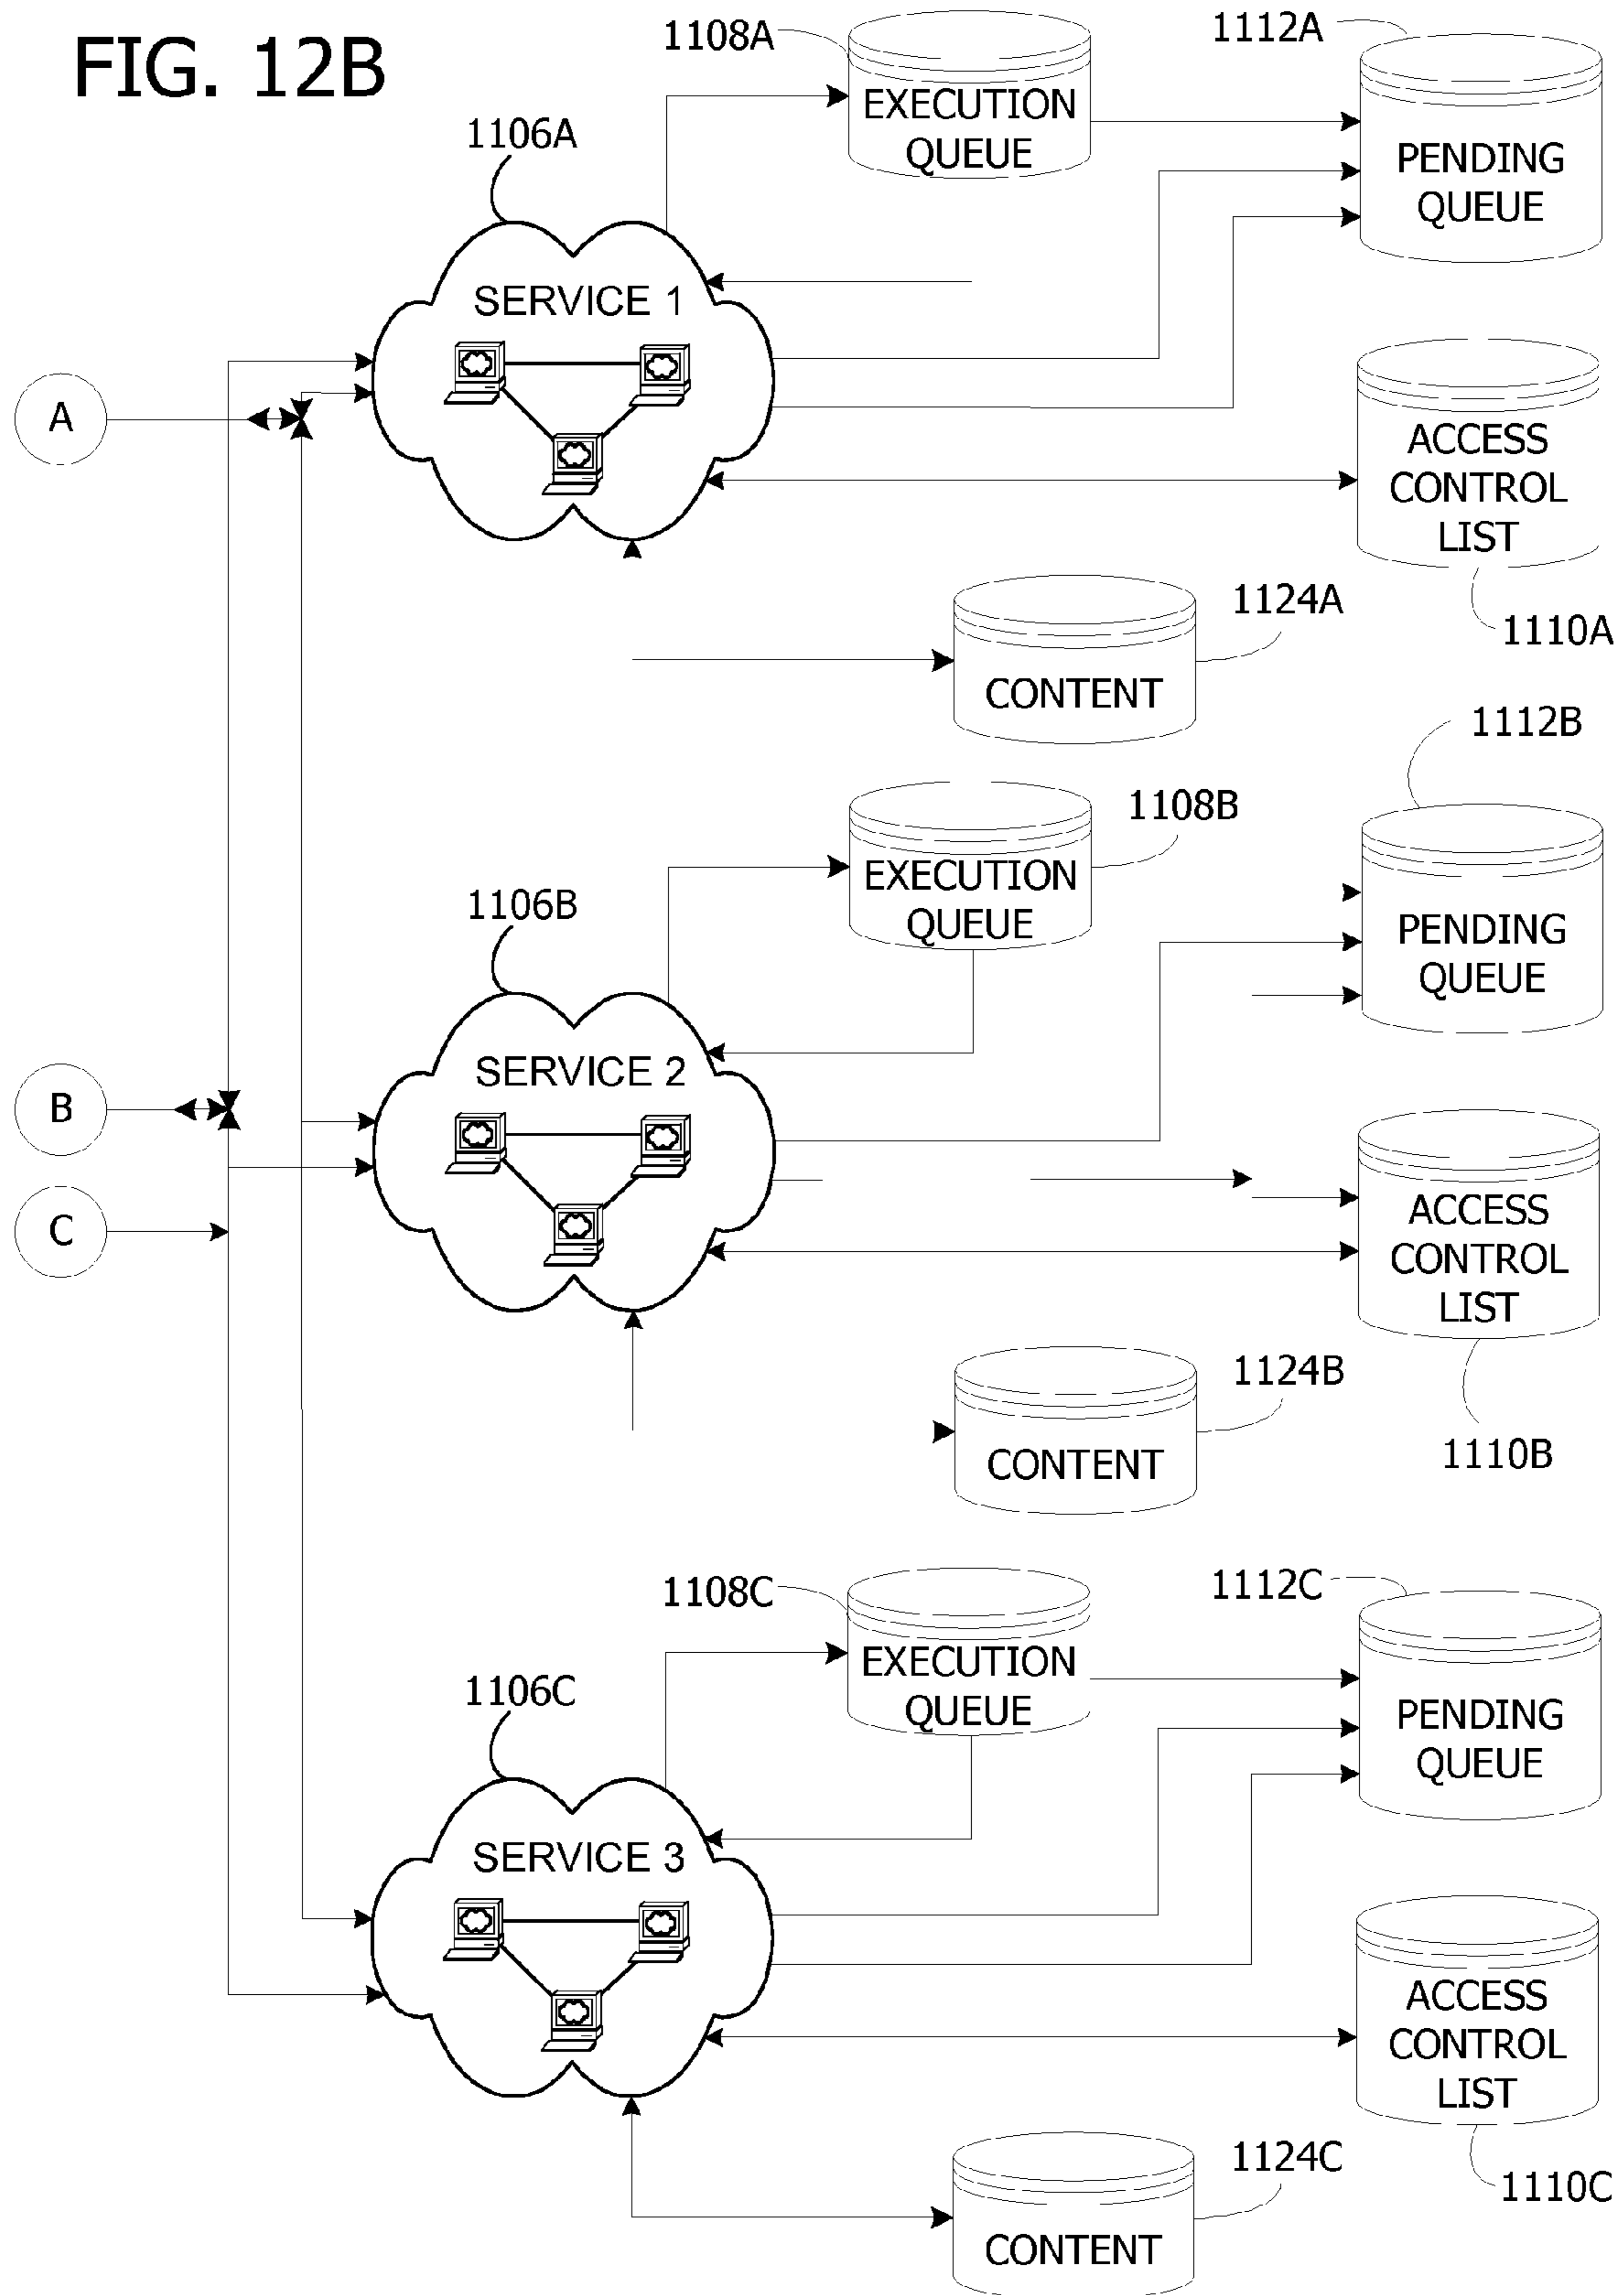 FIG. 12B
1108A
1112A
EXECUTION
QUEUE
PENDING
QUEUE
1106A
SERVICE 1
A
ACCESS
CONTROL
LIST
1110A
1124A
CONTENT
1112B
1108B
EXECUTION
QUEUE
PENDING
QUEUE
1106B
SERVICE 2
B
C
ACCESS
CONTROL
LIST
1110B
1124B
CONTENT
1108C
1112C
EXECUTION
QUEUE
PENDING
QUEUE
1106C
SERVICE 3
ACCESS
CONTROL
LIST
1110C
1124C
CONTENT